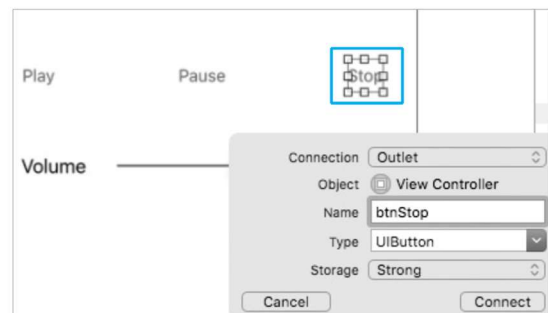 Play Pause Stop
Volume
Connection Outlet
Object View Controller
Name btnStop
Type UIButton
Storage Strong
Cancel Connect